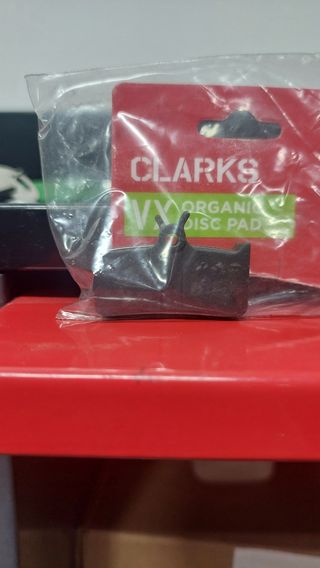 CLARKS
VX ORGANIC
DISC PAD